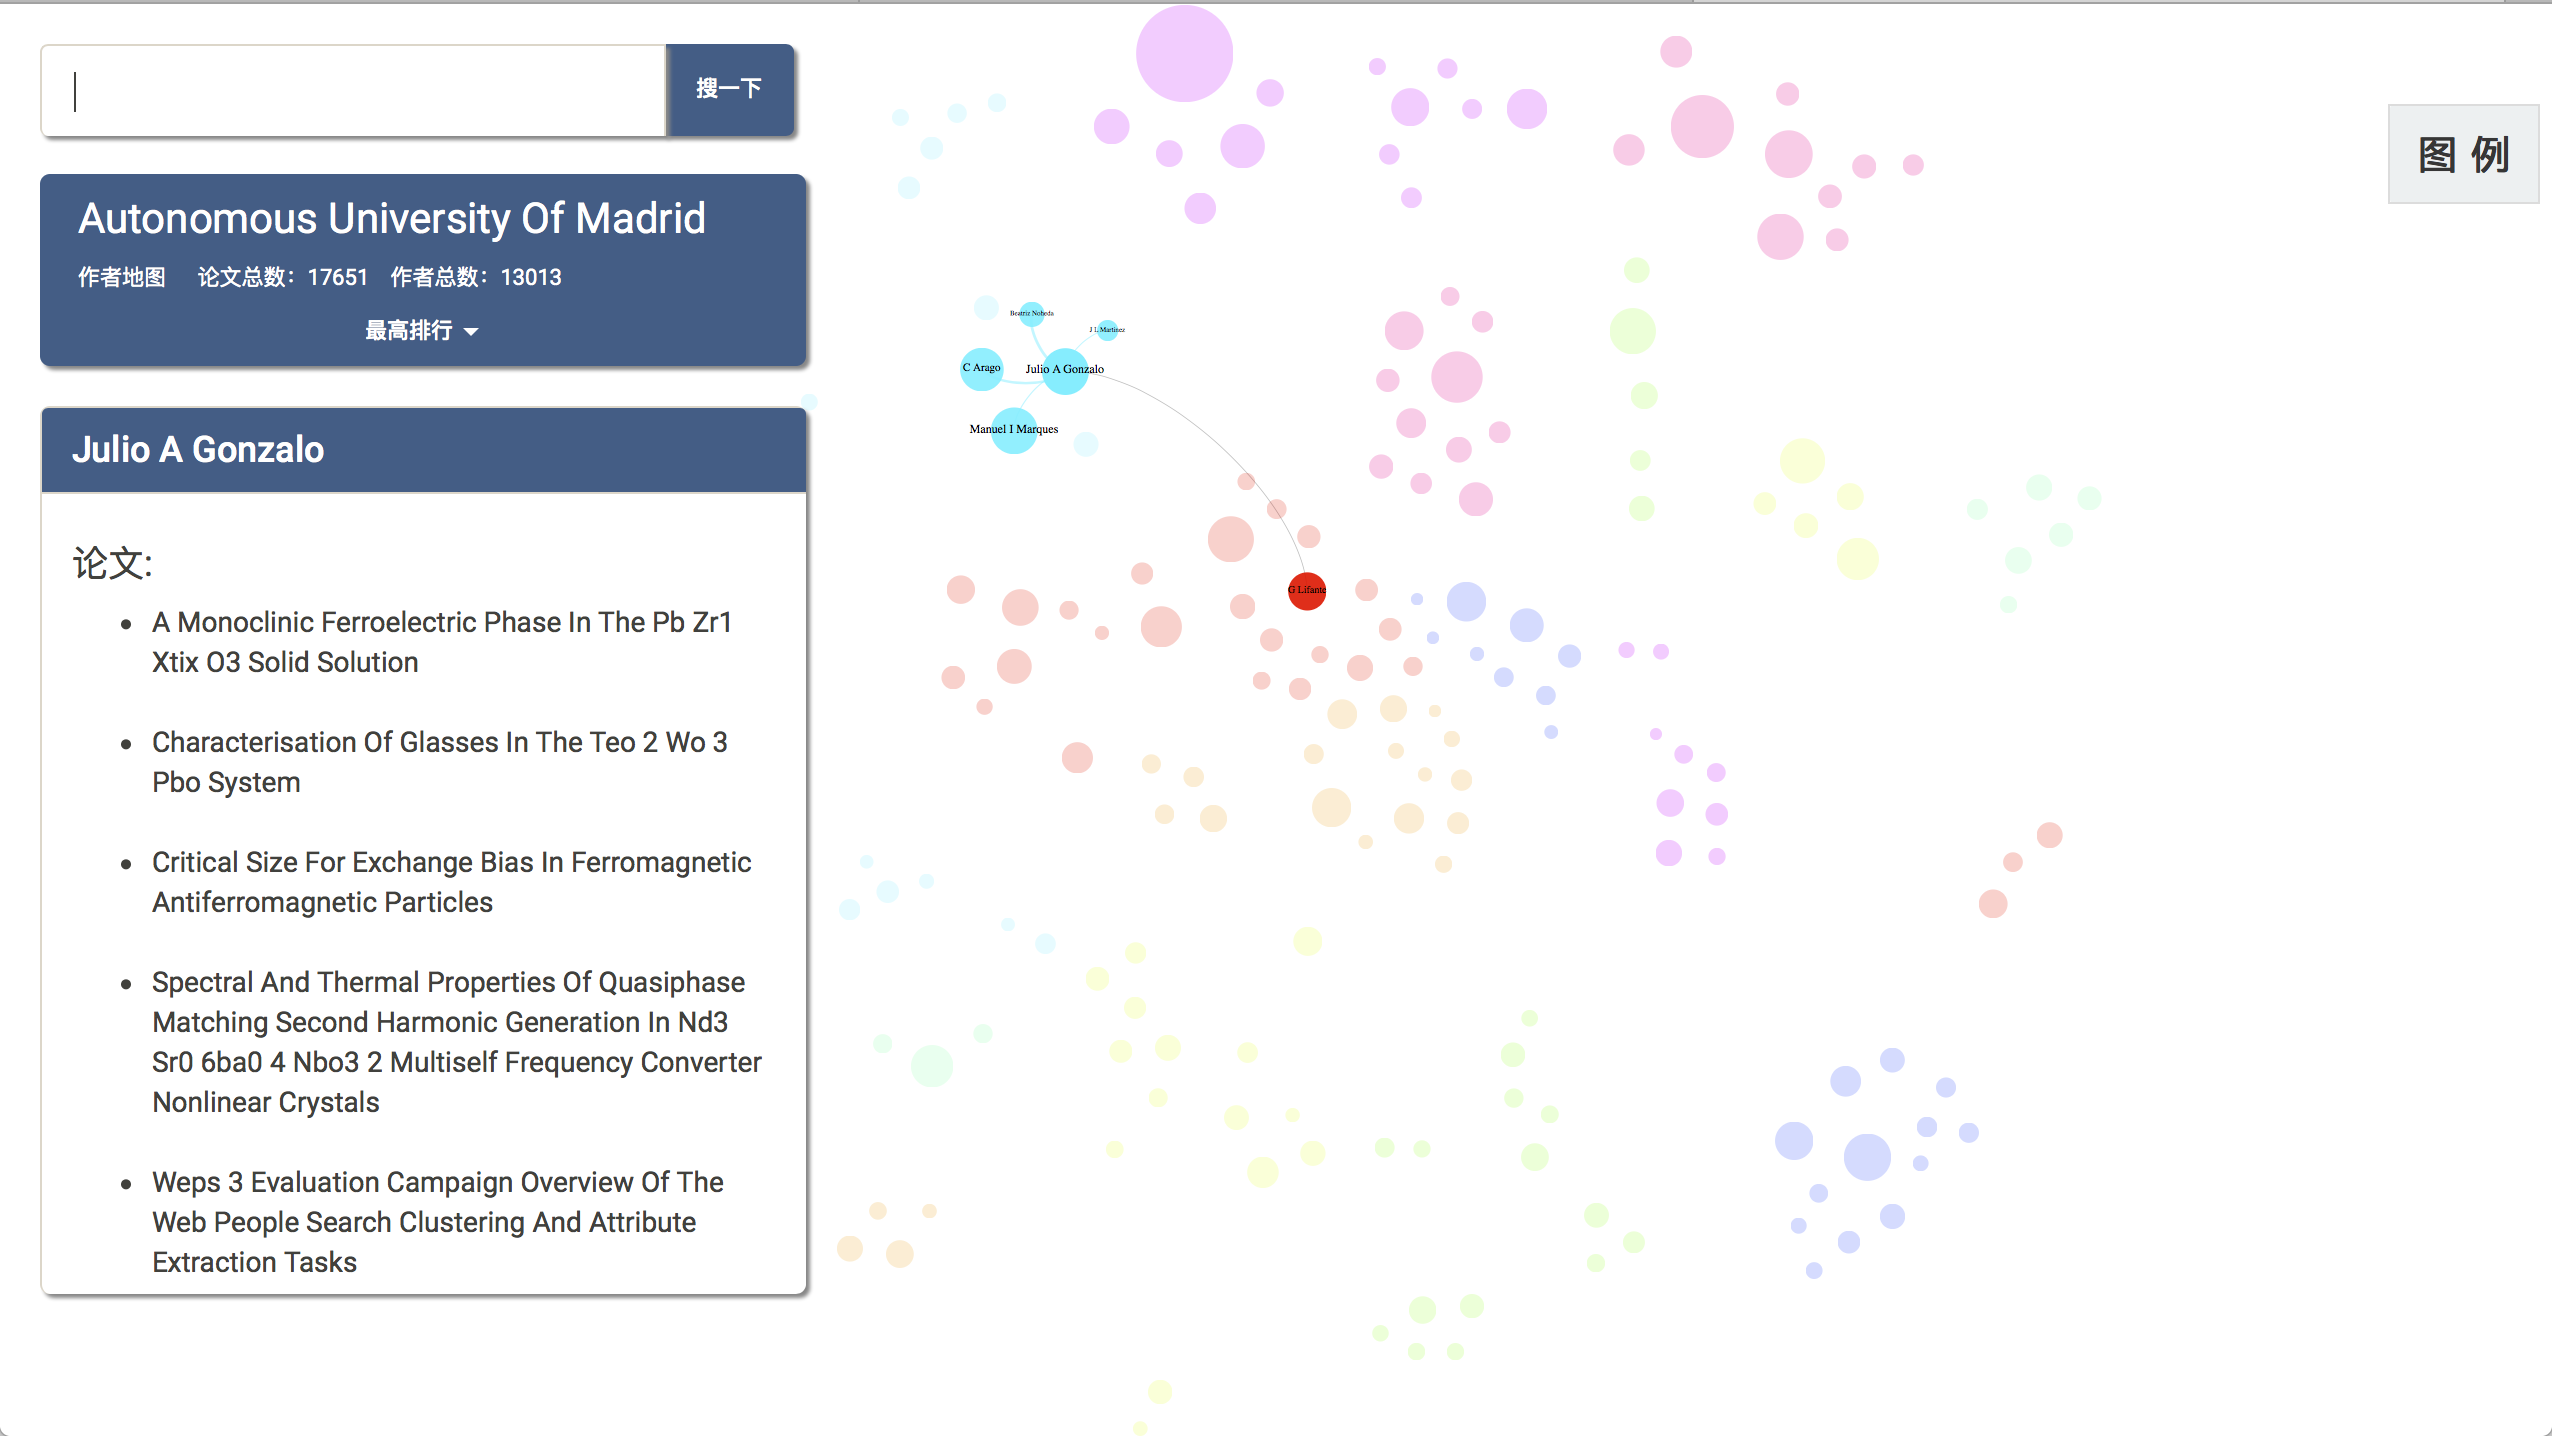 搜一下
Autonomous University Of Madrid
作者地图 论文总数：17651 作者总数：13013
最高排行
Julio A Gonzalo
论文:
A Monoclinic Ferroelectric Phase In The Pb Zr1
Xtix O3 Solid Solution
Characterisation Of Glasses In The Teo 2 Wo 3
Pbo System
Critical Size For Exchange Bias In Ferromagnetic
Antiferromagnetic Particles
Spectral And Thermal Properties Of Quasiphase
Matching Second Harmonic Generation In Nd3
Sr0 6ba0 4 Nbo3 2 Multiself Frequency Converter
Nonlinear Crystals
Weps 3 Evaluation Campaign Overview Of The
Web People Search Clustering And Attribute
Extraction Tasks
图 例
Beatriz Noheda
J L Martinez
C Arago
Julio A Gonzalo
Manuel I Marques
G Lifante